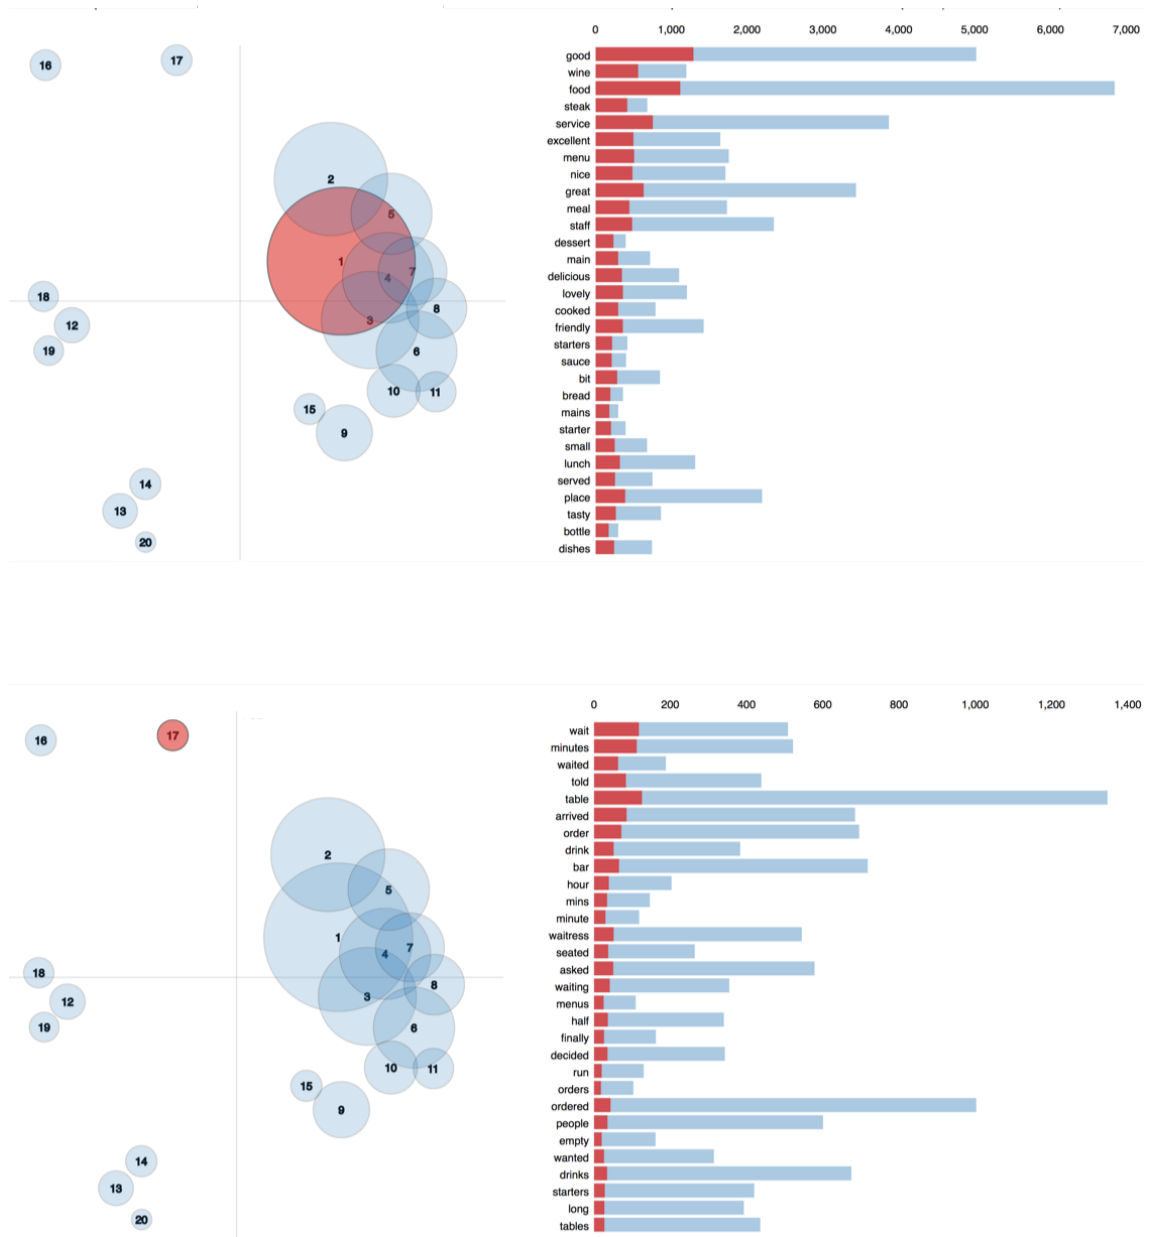 0 1,000 2,000 3,000 4,000 5,000 6,000 7,000
16
17
2
5
1
4
7
3
8
18
12
19
6
10
11
15
9
14
13
20
good
wine
food
steak
service
excellent
menu
nice
great
meal
staff
dessert
main
delicious
lovely
cooked
friendly
starters
sauce
bit
bread
mains
starter
small
lunch
served
place
tasty
bottle
dishes
0 200 400 600 800 1,000 1,200 1,400
16
17
2
5
1
4
7
3
8
18
12
19
6
10
11
15
9
14
13
20
wait
minutes
waited
told
table
arrived
order
drink
bar
hour
mins
minute
waitress
seated
asked
waiting
menus
half
finally
decided
run
orders
ordered
people
empty
wanted
drinks
starters
long
tables